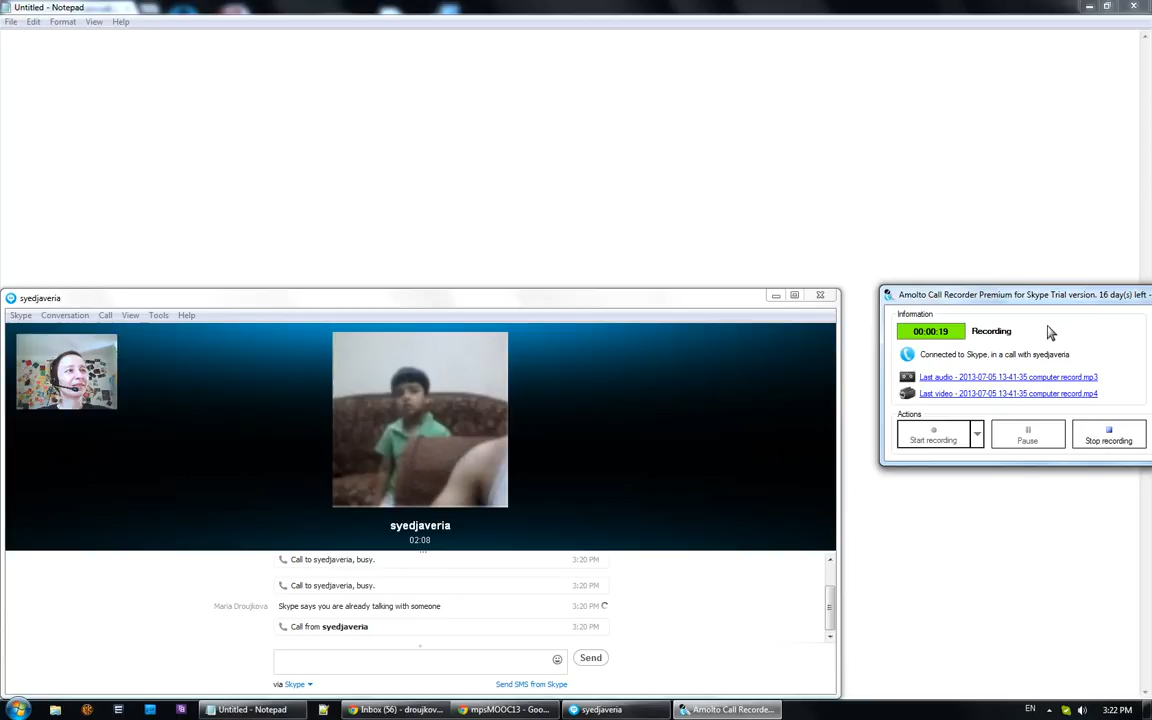 Untitled - Notepad
File Edit Format View Help
syedjaveria
Skype Conversation Call View Tools Help
syedjaveria
02:08
Call to syedjaveria, busy. 3:20 PM
Call to syedjaveria, busy. 3:20 PM
Maria Droujkova Skype says you are already talking with someone 3:20 PM
Call from syedjaveria 3:20 PM
Send
via Skype Send SMS from Skype
Amolto Call Recorder Premium for Skype Trial version. 16 day(s) left -
Information
00:00:19 Recording
Connected to Skype, in a call with syedjaveria
Last audio - 2013-07-05 13-41-35 computer record.mp3
Last video - 2013-07-05 13-41-35 computer record.mp4
Actions
Start recording Pause Stop recording
Untitled - Notepad Inbox (56) - droujkov... mpsMOOC13 - Goo... syedjaveria Amolto Call Recorde... EN 3:22 PM